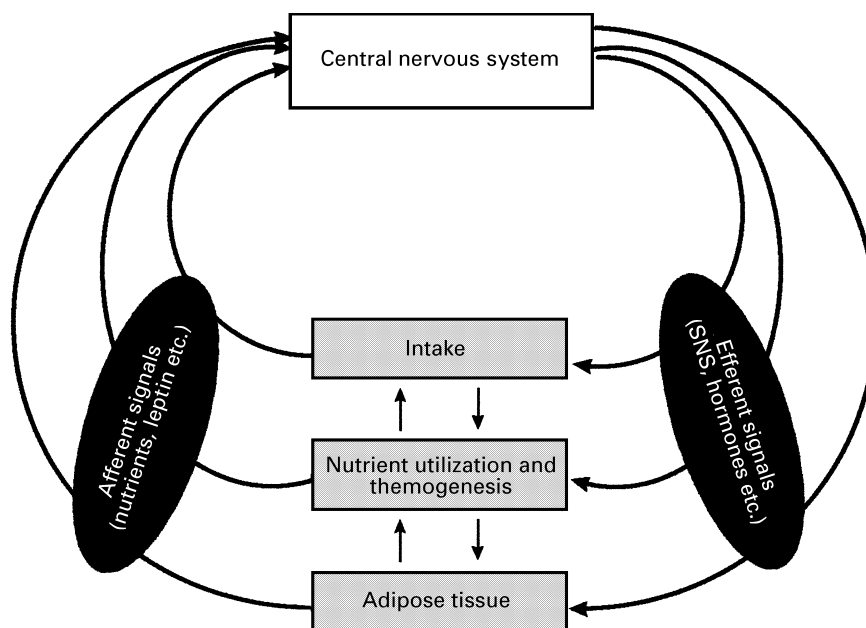 Central nervous system
Afferent signals
(nutrients, leptin etc.)
Efferent signals
(SNS, hormones etc.)
Intake
Nutrient utilization and
themogenesis
Adipose tissue